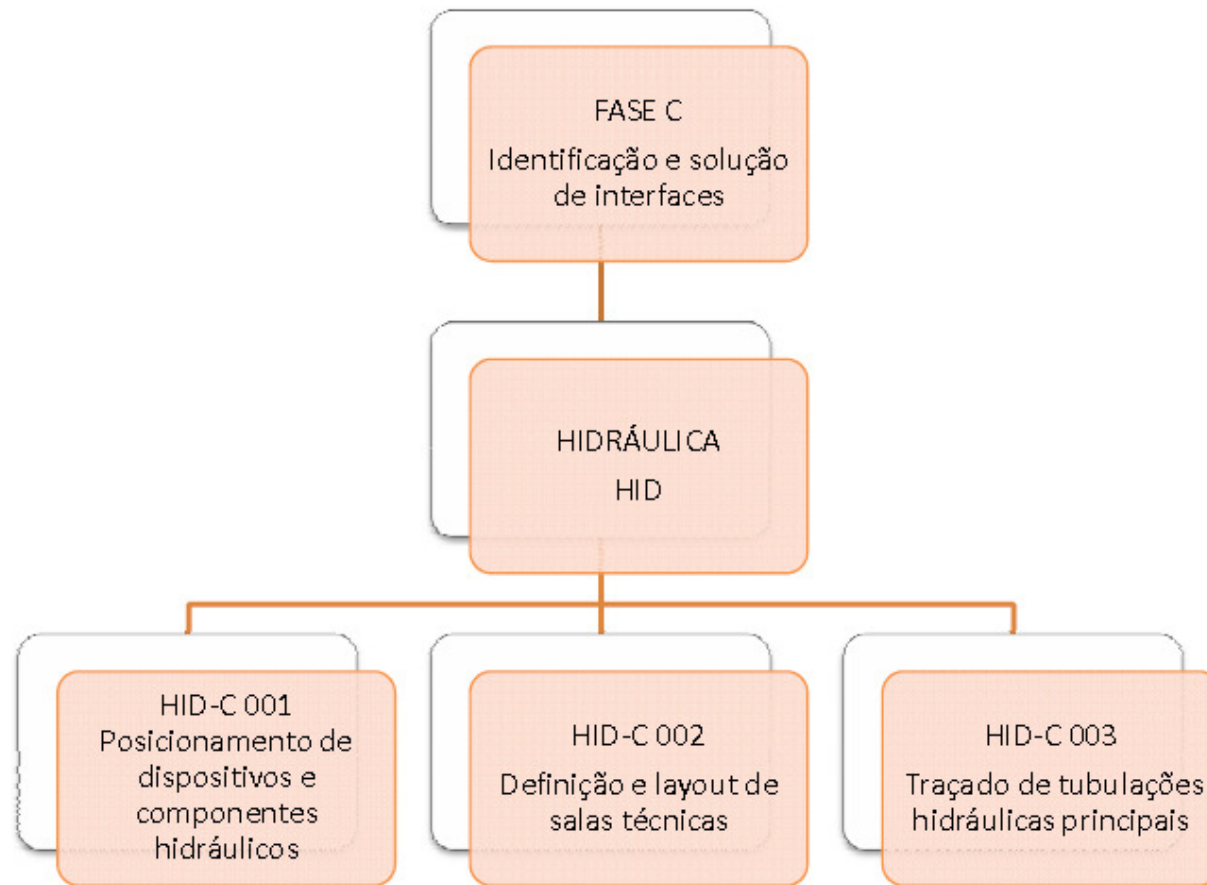 FASE C
Identificação e solução
de interfaces
HIDRÁULICA
HID
HID-C 001
Posicionamento de
dispositivos e
componentes
hidráulicos
HID-C 002
Definição e layout de
salas técnicas
HID-C 003
Traçado de tubulações
hidráulicas principais